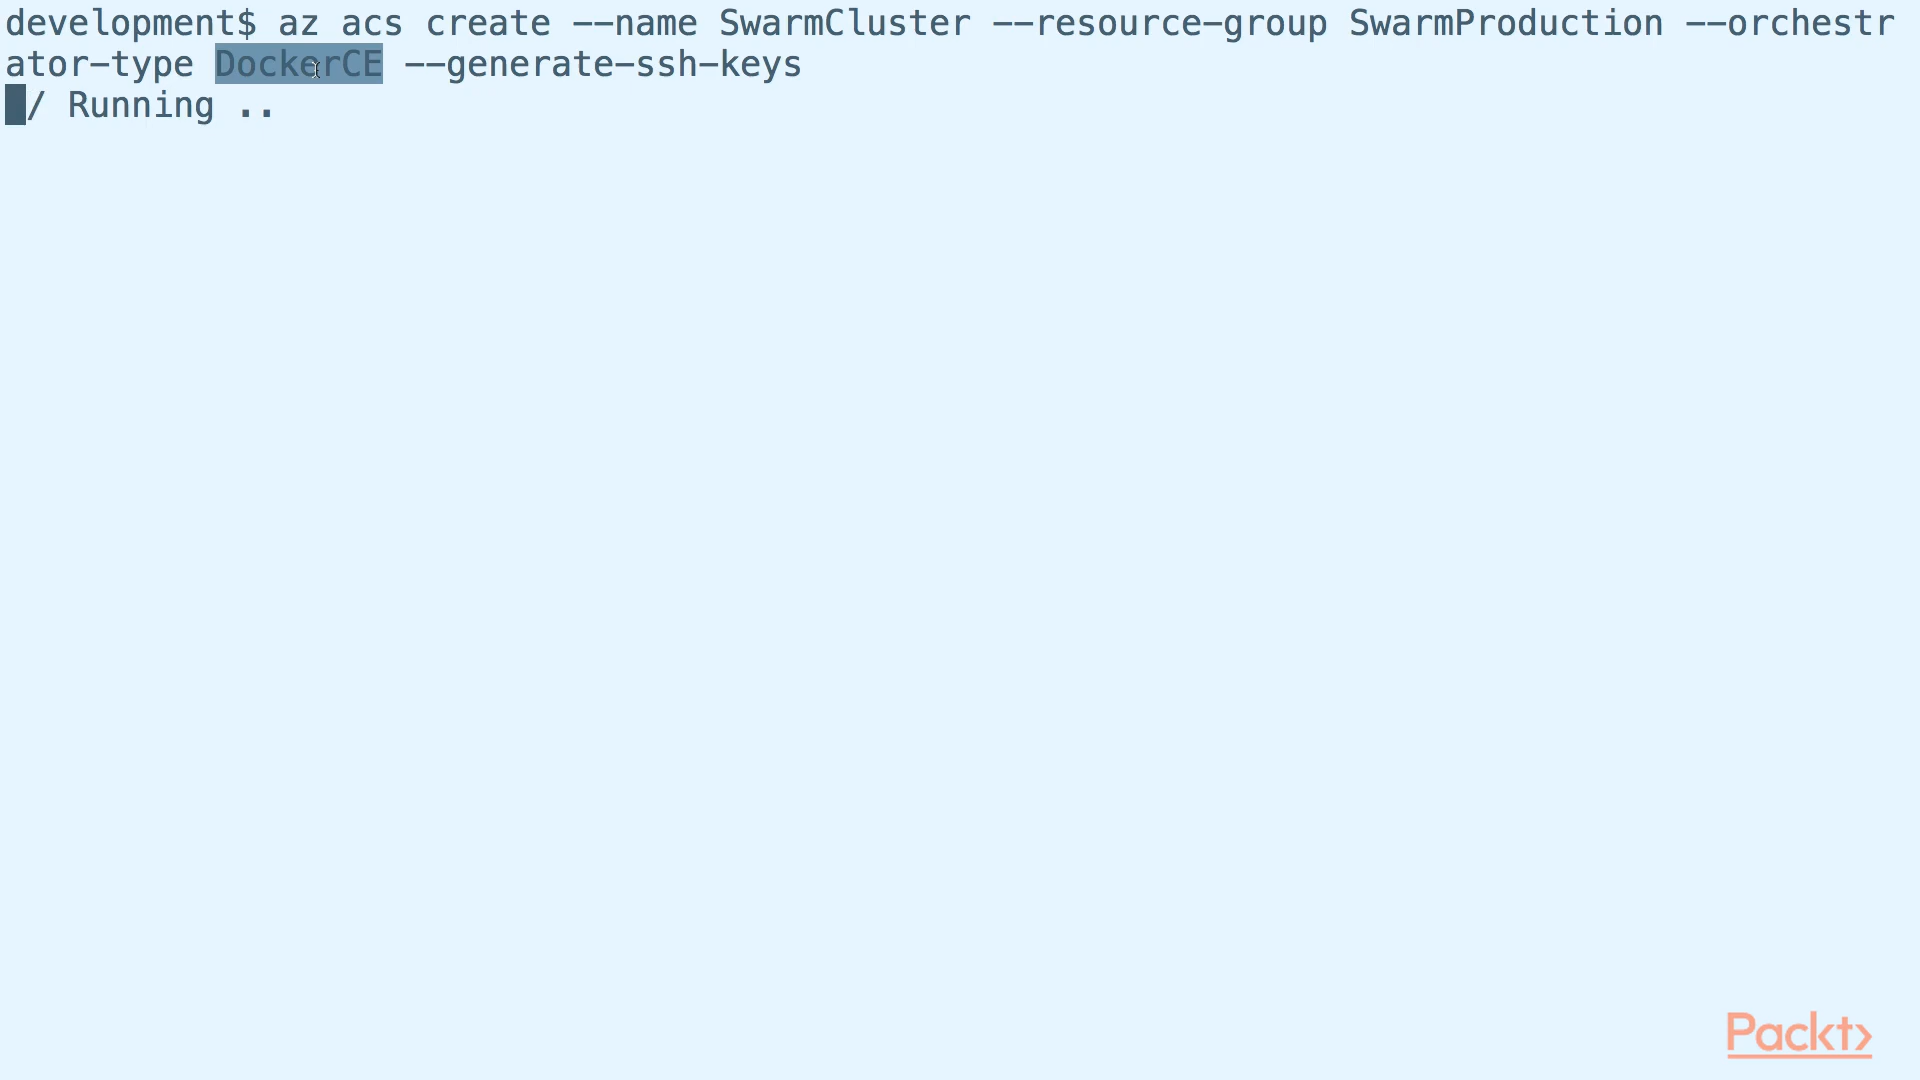 development$ az acs create --name SwarmCluster --resource-group SwarmProduction --orchestr
ator-type DockerCE --generate-ssh-keys
/ Running ..
Packt>